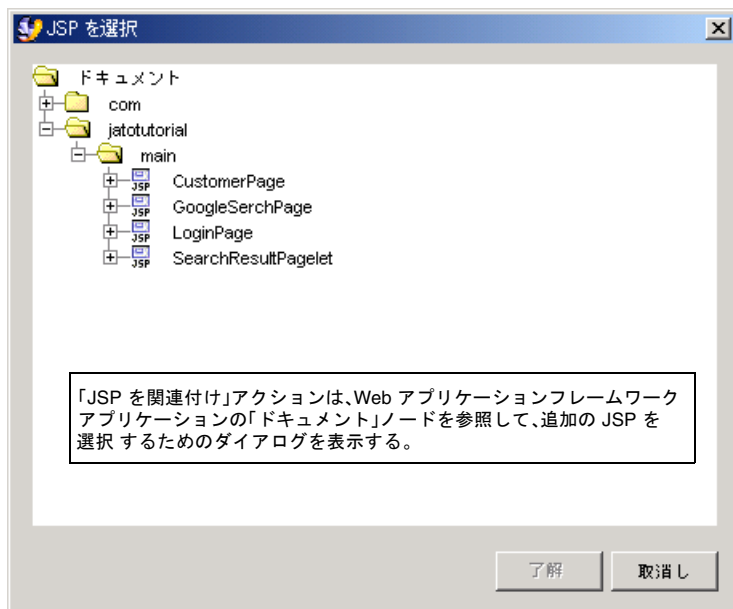 JSP を選択
ドキュメント
com
jatotutorial
main
JSP CustomerPage
JSP GoogleSerchPage
JSP LoginPage
JSP SearchResultPagelet
「JSP を関連付け」アクションは、Web アプリケーションフレームワーク
アプリケーションの「ドキュメント」ノードを参照して、追加の JSP を
選択 するためのダイアログを表示する。
了解 取消し